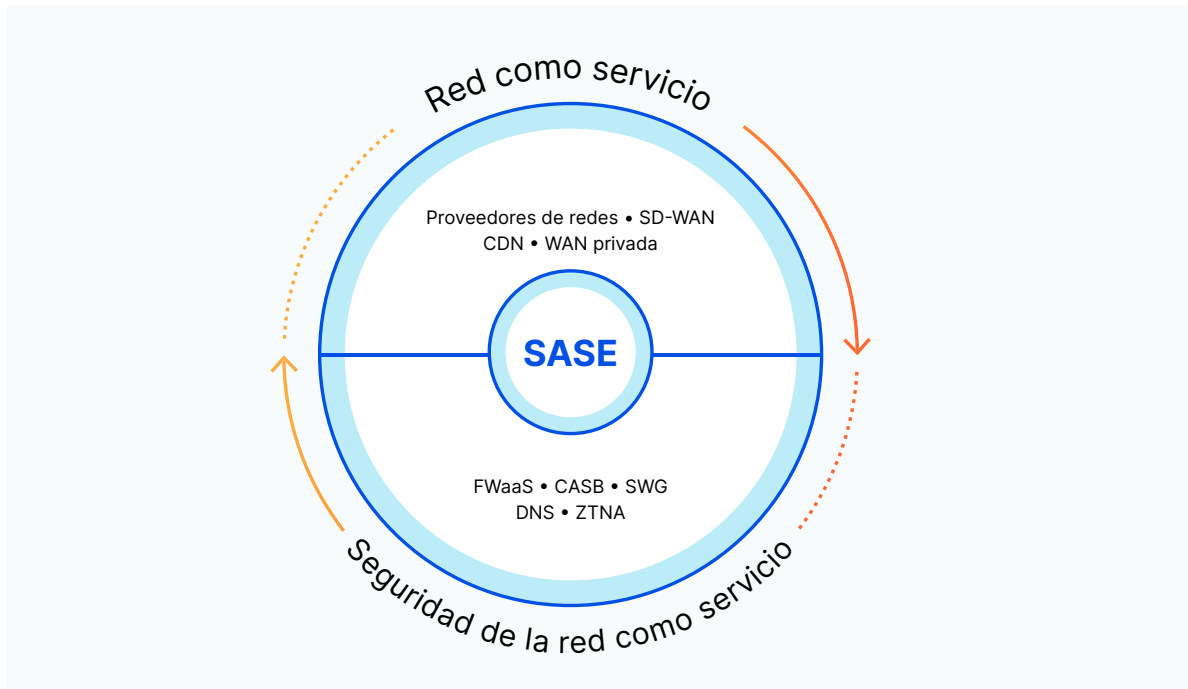 Red como servicio
Proveedores de redes • SD-WAN
CDN • WAN privada
SASE
FWaaS • CASB • SWG
DNS • ZTNA
Seguridad de la red como servicio